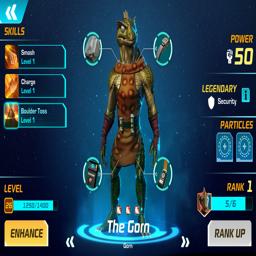 SKILLS
Smash
Level 1
Charge
Level 1
Boulder Toss
Level 1
POWER
50
LEGENDARY
Security
PARTICLES
LEVEL
26
1250/1400
RANK 1
5/6
The Gorn
Gorn
ENHANCE
RANK UP